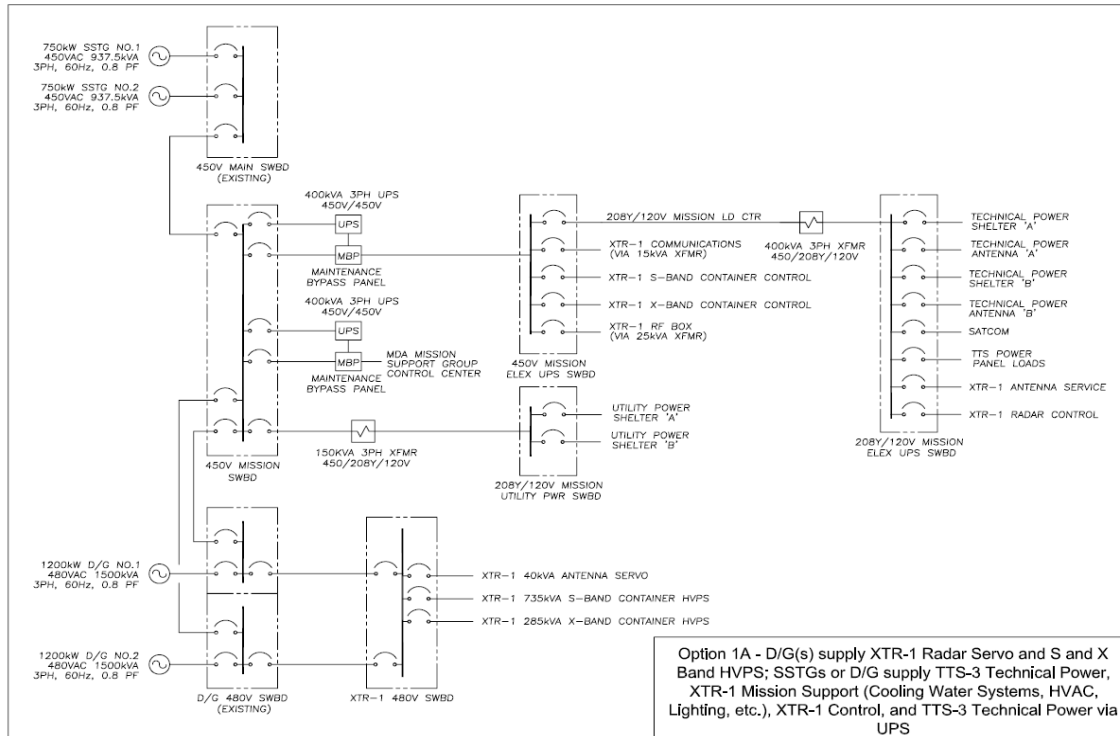 750kW SSTG NO.1
450VAC 937.5kVA
3PH, 60Hz, 0.8 PF
750kW SSTG NO.2
450VAC 937.5kVA
3PH, 60Hz, 0.8 PF
450V MAIN SWBD
(EXISTING)
400kVA 3PH UPS
450V/450V
UPS
MBP
MAINTENANCE
BYPASS PANEL
400kVA 3PH UPS
450V/450V
UPS
MBP
MAINTENANCE
BYPASS PANEL
MDA MISSION
SUPPORT GROUP
CONTROL CENTER
450V MISSION
SWBD
150KVA 3PH XFMR
450/208Y/120V
208Y/120V MISSION LD CTR
XTR-1 COMMUNICATIONS
(VIA 15kVA XFMR)
XTR-1 S-BAND CONTAINER CONTROL
XTR-1 X-BAND CONTAINER CONTROL
XTR-1 RF BOX
(VIA 25kVA XFMR)
450V MISSION
ELEX UPS SWBD
400kVA 3PH XFMR
450/208Y/120V
TECHNICAL POWER
SHELTER 'A'
TECHNICAL POWER
ANTENNA 'A'
TECHNICAL POWER
SHELTER 'B'
TECHNICAL POWER
ANTENNA 'B'
SATCOM
TTS POWER
PANEL LOADS
XTR-1 ANTENNA SERVICE
XTR-1 RADAR CONTROL
208Y/120V MISSION
ELEX UPS SWBD
UTILITY POWER
SHELTER 'A'
UTILITY POWER
SHELTER 'B'
208Y/120V MISSION
UTILITY PWR SWBD
1200kW D/G NO.1
480VAC 1500kVA
3PH, 60Hz, 0.8 PF
1200kW D/G NO.2
480VAC 1500kVA
3PH, 60Hz, 0.8 PF
D/G 480V SWBD
(EXISTING)
XTR-1 40kVA ANTENNA SERVO
XTR-1 735kVA S-BAND CONTAINER HVPS
XTR-1 285kVA X-BAND CONTAINER HVPS
XTR-1 480V SWBD
Option 1A - D/G(s) supply XTR-1 Radar Servo and S and X
Band HVPS; SSTGs or D/G supply TTS-3 Technical Power,
XTR-1 Mission Support (Cooling Water Systems, HVAC,
Lighting, etc.), XTR-1 Control, and TTS-3 Technical Power via
UPS